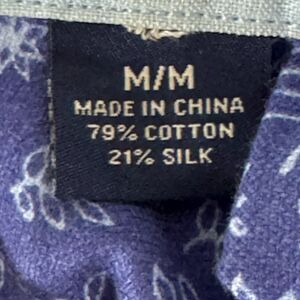 M/M
MADE IN CHINA
79% COTTON
21% SILK